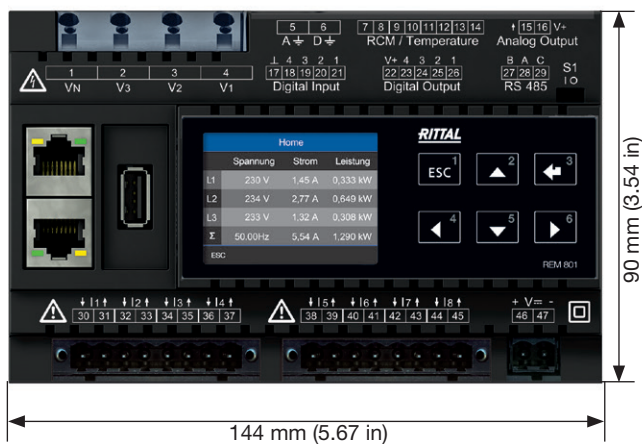 5 6 7 8 9 10 11 12 13 14 15 16 V+
A D RCM / Temperature Analog Output
1 2 3 4
VN V3 V2 V1
⊥ 4 3 2 1 V+ 4 3 2 1 B A C S1
17 18 19 20 21 22 23 24 25 26 27 28 29 I O
Digital Input Digital Output RS 485
RITTAL
Home
Spannung Strom Leistung
L1 230 V 1,45 A 0,333 kW
L2 234 V 2,77 A 0,649 kW
L3 233 V 1,32 A 0,308 kW
Σ 50.00Hz 5,54 A 1.290 kW
ESC
ESC 1 2 3
4 5 6
REM 801
I1 I2 I3 I4 I5 I6 I7 I8 + V - 
30 31 32 33 34 35 36 37 38 39 40 41 42 43 44 45 46 47
90 mm (3.54 in)
144 mm (5.67 in)